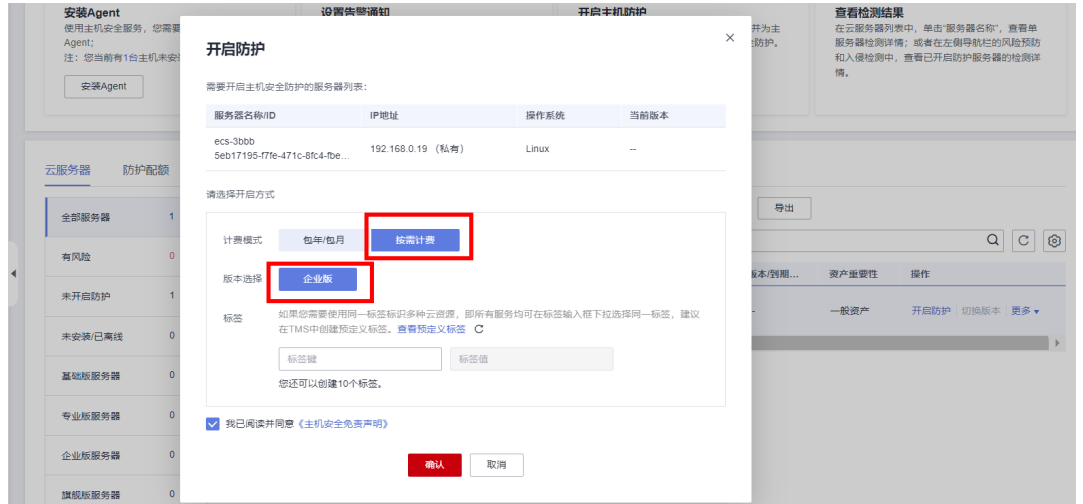 安装Agent
使用主机安全服务，您需要
Agent；
注：您当前有1台主机未安装
安装Agent
设置告警通知
开启主机防护
并为主
防护。
查看检测结果
在云服务器列表中，单击“服务器名称”，查看单
服务器检测详情；或者在左侧导航栏的风险预防
和入侵检测中，查看已开启防护服务器的检测详
情。
开启防护
需要开启主机安全防护的服务器列表：
服务器名称/ID IP地址 操作系统 当前版本
ecs-3bbb
5eb17195-f7fe-471c-8fc4-fbe... 192.168.0.19 （私有） Linux --
请选择开启方式
计费模式 包年/包月 按需计费
版本选择 企业版
标签 如果您需要使用同一标签标识多种云资源，即所有服务均可在标签输入框下拉选择同一标签，建议
在TMS中创建预定义标签。查看预定义标签
标签键 标签值
您还可以创建10个标签。
我已阅读并同意《主机安全免责声明》
确认 取消
云服务器 防护配额
全部服务器 1
有风险 0
未开启防护 1
未安装/已离线 0
基础版服务器 0
专业版服务器 0
企业版服务器 0
旗舰版服务器 0
导出
版本/到期... 资产重要性 操作
-- 一般资产 开启防护 切换版本 更多